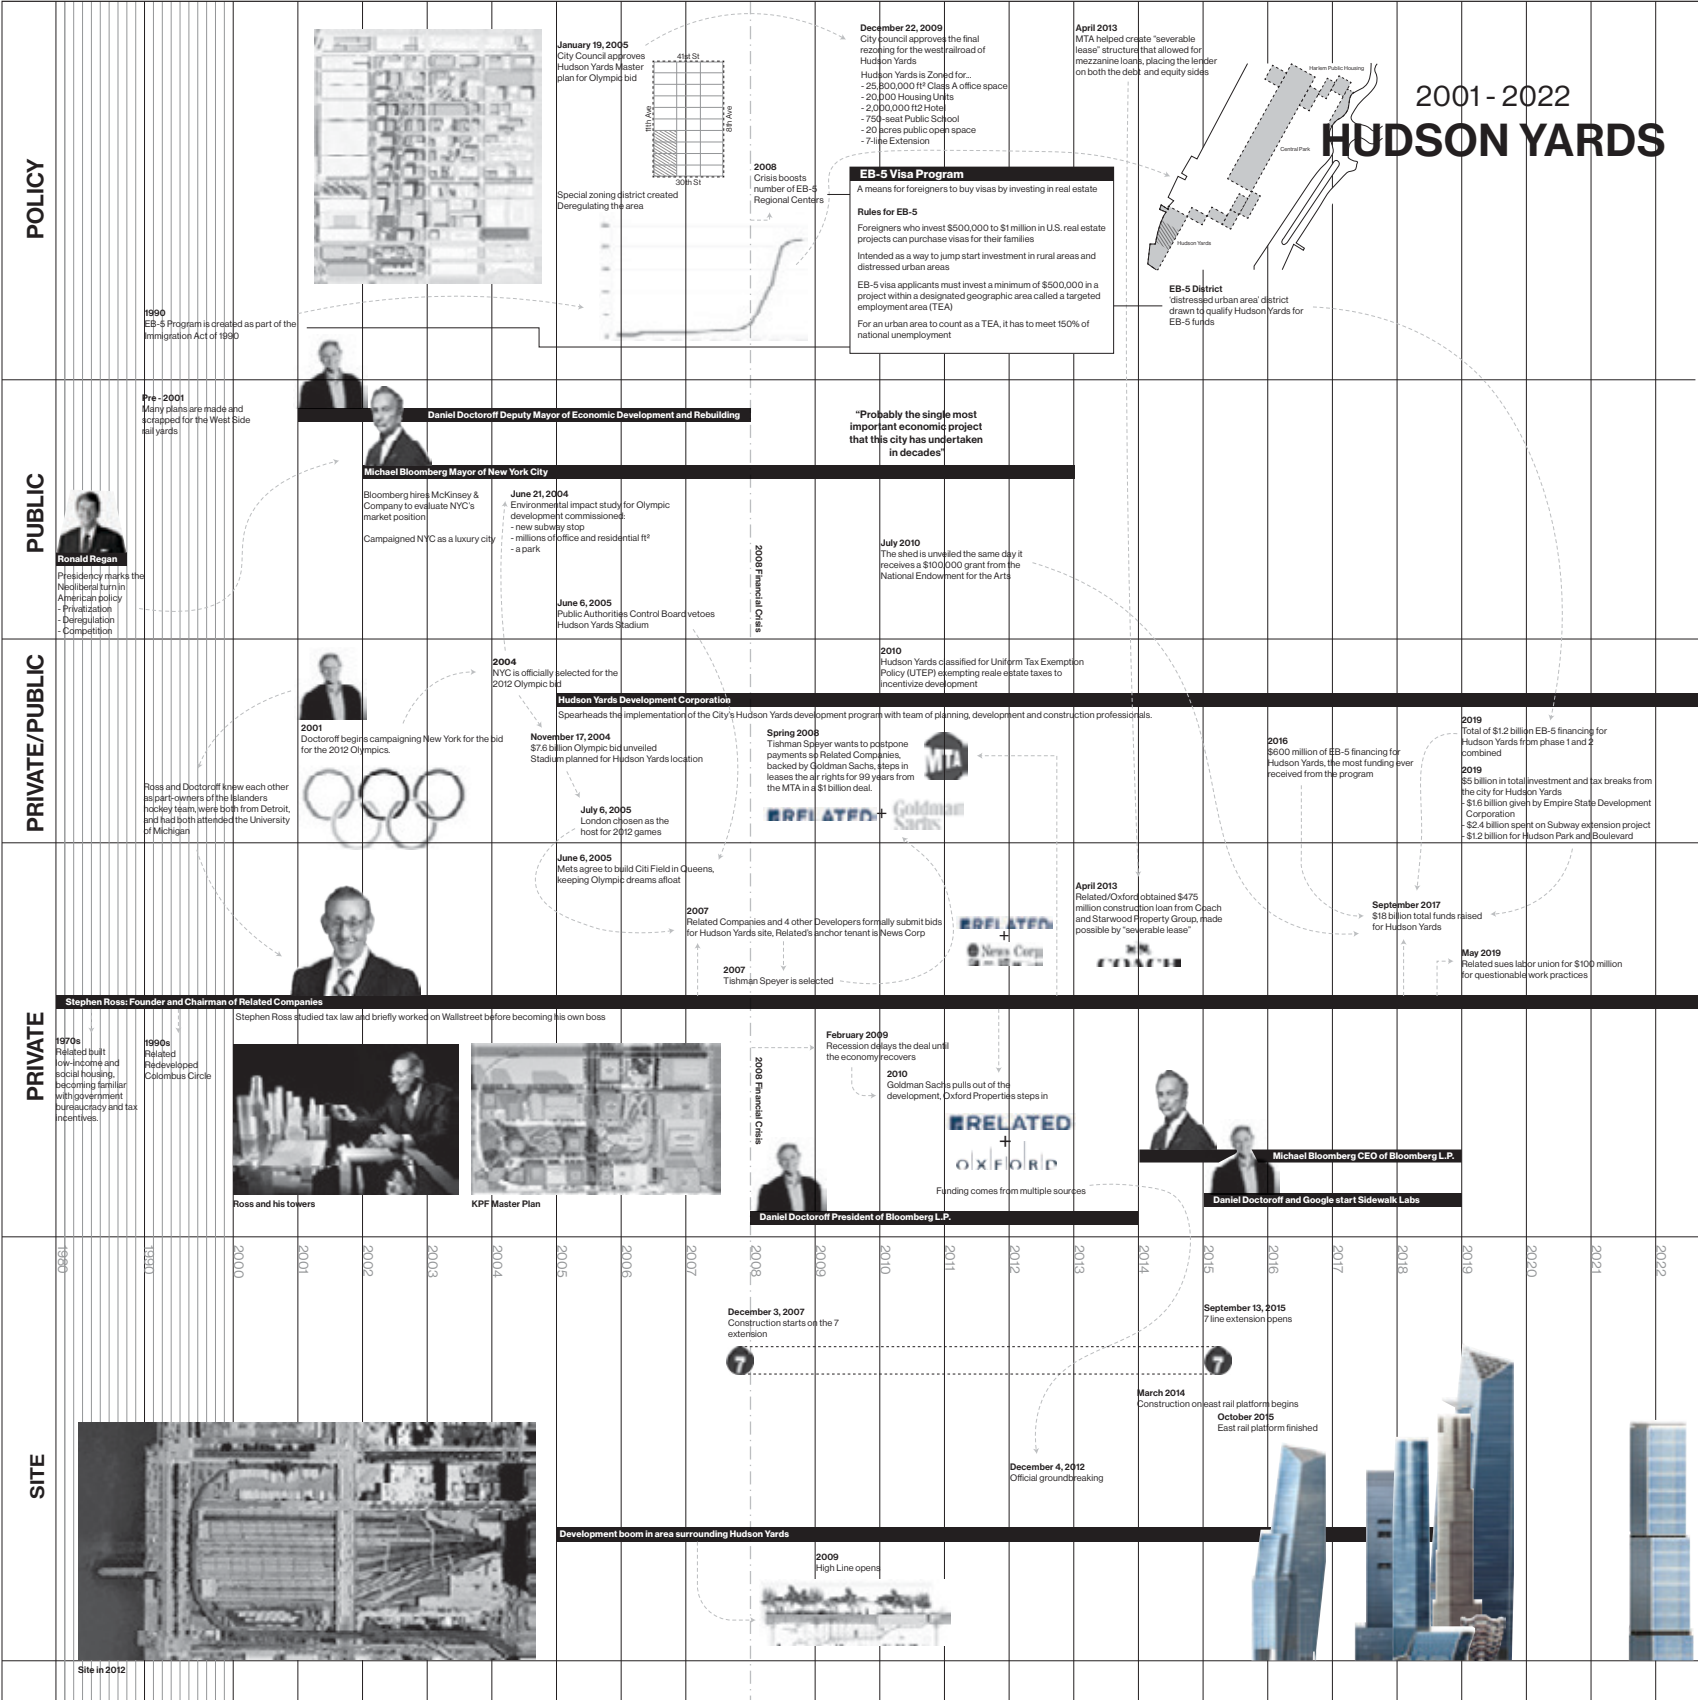 2001 - 2022
HUDSON YARDS
POLICY
January 19, 2005
City Council approves
Hudson Yards Master
plan for Olympic bid
41st St
11th Ave
8th Ave
30th St
Special zoning district created
Deregulating the area
2008
Crisis boosts
number of EB-5
Regional Centers
December 22, 2009
City council approves the final
rezoning for the west railroad of
Hudson Yards
Hudson Yards is Zoned for...
- 25,800,000 ft² Class A office space
- 20,000 Housing Units
- 2,000,000 ft2 Hotel
- 750-seat Public School
- 20 acres public open space
- 7-line Extension
April 2013
MTA helped create "severable
lease" structure that allowed for
mezzanine loans, placing the lender
on both the debt and equity sides
Harlem Public Housing
Central Park
Hudson Yards
EB-5 Visa Program
A means for foreigners to buy visas by investing in real estate
Rules for EB-5
Foreigners who invest $500,000 to $1 million in U.S. real estate
projects can purchase visas for their families
Intended as a way to jump start investment in rural areas and
distressed urban areas
EB-5 visa applicants must invest a minimum of $500,000 in a
project within a designated geographic area called a targeted
employment area (TEA)
For an urban area to count as a TEA, it has to meet 150% of
national unemployment
EB-5 District
'distressed urban area' district
drawn to qualify Hudson Yards for
EB-5 funds
1990
EB-5 Program is created as part of the
Immigration Act of 1990
PUBLIC
Pre - 2001
Many plans are made and
scrapped for the West Side
rail yards
Daniel Doctoroff Deputy Mayor of Economic Development and Rebuilding
"Probably the single most
important economic project
that this city has undertaken
in decades"
Michael Bloomberg Mayor of New York City
Bloomberg hires McKinsey &
Company to evaluate NYC's
market position
Campaigned NYC as a luxury city
June 21, 2004
Environmental impact study for Olympic
development commissioned:
- new subway stop
- millions of office and residential ft²
- a park
Ronald Regan
Presidency marks the
Neoliberal turn in
American policy
- Privatization
- Deregulation
- Competition
June 6, 2005
Public Authorities Control Board vetoes
Hudson Yards Stadium
2008 Financial Crisis
July 2010
The shed is unveiled the same day it
receives a $100,000 grant from the
National Endowment for the Arts
PRIVATE/PUBLIC
2001
Doctoroff begins campaigning New York for the bid
for the 2012 Olympics.
2004
NYC is officially selected for the
2012 Olympic bid
2010
Hudson Yards classified for Uniform Tax Exemption
Policy (UTEP) exempting reale estate taxes to
incentivize development
Hudson Yards Development Corporation
Spearheads the implementation of the City's Hudson Yards development program with team of planning, development and construction professionals.
November 17, 2004
$7.6 billion Olympic bid unveiled
Stadium planned for Hudson Yards location
Spring 2008
Tishman Speyer wants to postpone
payments so Related Companies,
backed by Goldman Sachs, steps in
leases the air rights for 99 years from
the MTA in a $1 billion deal.
MTA
RELATED
+
Goldman
Sachs
2016
$600 million of EB-5 financing for
Hudson Yards, the most funding ever
received from the program
2019
Total of $1.2 billion EB-5 financing for
Hudson Yards from phase 1 and 2
combined
2019
$5 billion in total investment and tax breaks from
the city for Hudson Yards
- $1.6 billion given by Empire State Development
Corporation
- $2.4 billion spent on Subway extension project
- $1.2 billion for Hudson Park and Boulevard
Ross and Doctoroff knew each other
as part-owners of the Islanders
hockey team, were both from Detroit,
and had both attended the University
of Michigan
July 6, 2005
London chosen as the
host for 2012 games
PRIVATE
June 6, 2005
Mets agree to build Citi Field in Queens,
keeping Olympic dreams afloat
2007
Related Companies and 4 other Developers formally submit bids
for Hudson Yards site, Related's anchor tenant is News Corp
2007
Tishman Speyer is selected
RELATED
+
News Corp
April 2013
Related/Oxford obtained $475
million construction loan from Coach
and Starwood Property Group, made
possible by "severable lease"
COACH
September 2017
$18 billion total funds raised
for Hudson Yards
May 2019
Related sues labor union for $100 million
for questionable work practices
Stephen Ross: Founder and Chairman of Related Companies
Stephen Ross studied tax law and briefly worked on Wallstreet before becoming his own boss
1970s
Related built
low-income and
social housing,
becoming familiar
with government
bureaucracy and tax
incentives.
1990s
Related
Redeveloped
Colombus Circle
Ross and his towers
KPF Master Plan
2008 Financial Crisis
February 2009
Recession delays the deal until
the economy recovers
2010
Goldman Sachs pulls out of the
development, Oxford Properties steps in
RELATED
+
OXFORD
Funding comes from multiple sources
Daniel Doctoroff President of Bloomberg L.P.
Michael Bloomberg CEO of Bloomberg L.P.
Daniel Doctoroff and Google start Sidewalk Labs
1980
1990
2000
2001
2002
2003
2004
2005
2006
2007
2008
2009
2010
2011
2012
2013
2014
2015
2016
2017
2018
2019
2020
2021
2022
SITE
December 3, 2007
Construction starts on the 7
extension
7
September 13, 2015
7 line extension opens
7
March 2014
Construction on east rail platform begins
October 2015
East rail platform finished
December 4, 2012
Official groundbreaking
Development boom in area surrounding Hudson Yards
2009
High Line opens
Site in 2012